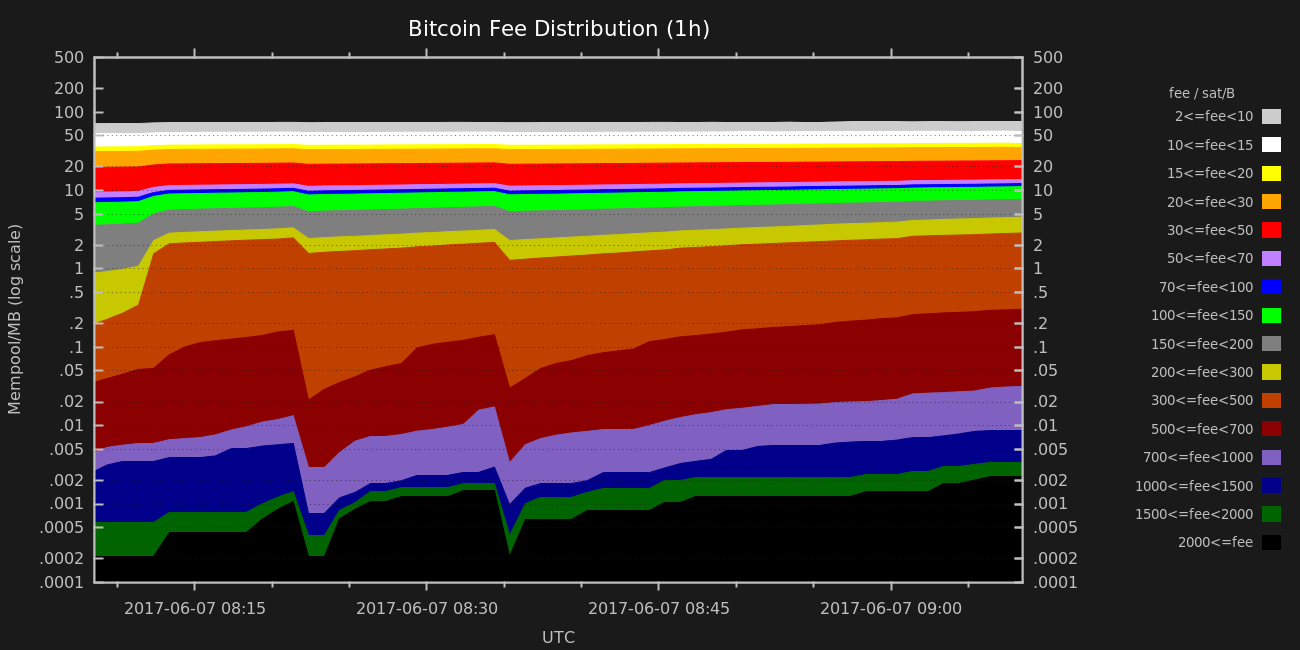 Bitcoin Fee Distribution (1h)
Mempool/MB (log scale)
500
200
100
50
20
10
5
2
1
.5
.2
.1
.05
.02
.01
.005
.002
.001
.0005
.0002
.0001
500
200
100
50
20
10
5
2
1
.5
.2
.1
.05
.02
.01
.005
.002
.001
.0005
.0002
.0001
2017-06-07 08:15
2017-06-07 08:30
2017-06-07 08:45
2017-06-07 09:00
UTC
fee / sat/B
2<=fee<10
10<=fee<15
15<=fee<20
20<=fee<30
30<=fee<50
50<=fee<70
70<=fee<100
100<=fee<150
150<=fee<200
200<=fee<300
300<=fee<500
500<=fee<700
700<=fee<1000
1000<=fee<1500
1500<=fee<2000
2000<=fee